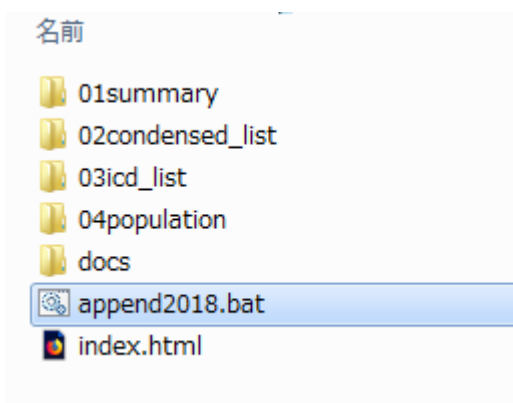 名前
01summary
02condensed_list
03icd_list
04population
docs
append2018.bat
index.html